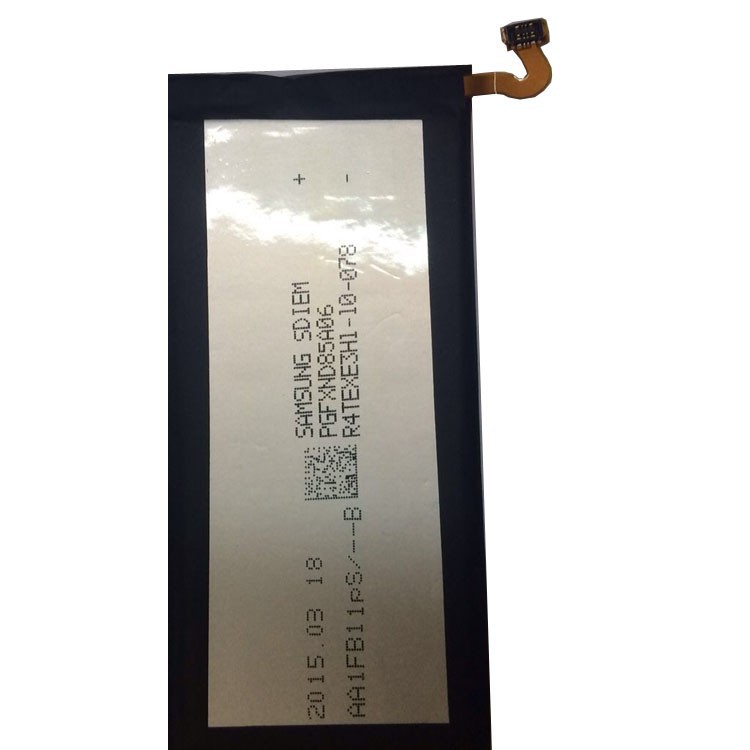 + -
SAMSUNG SDIEM
PGFXND85A06
R4TEXE3H1-10-078
2015.03 18
AA1FB11pS/---B